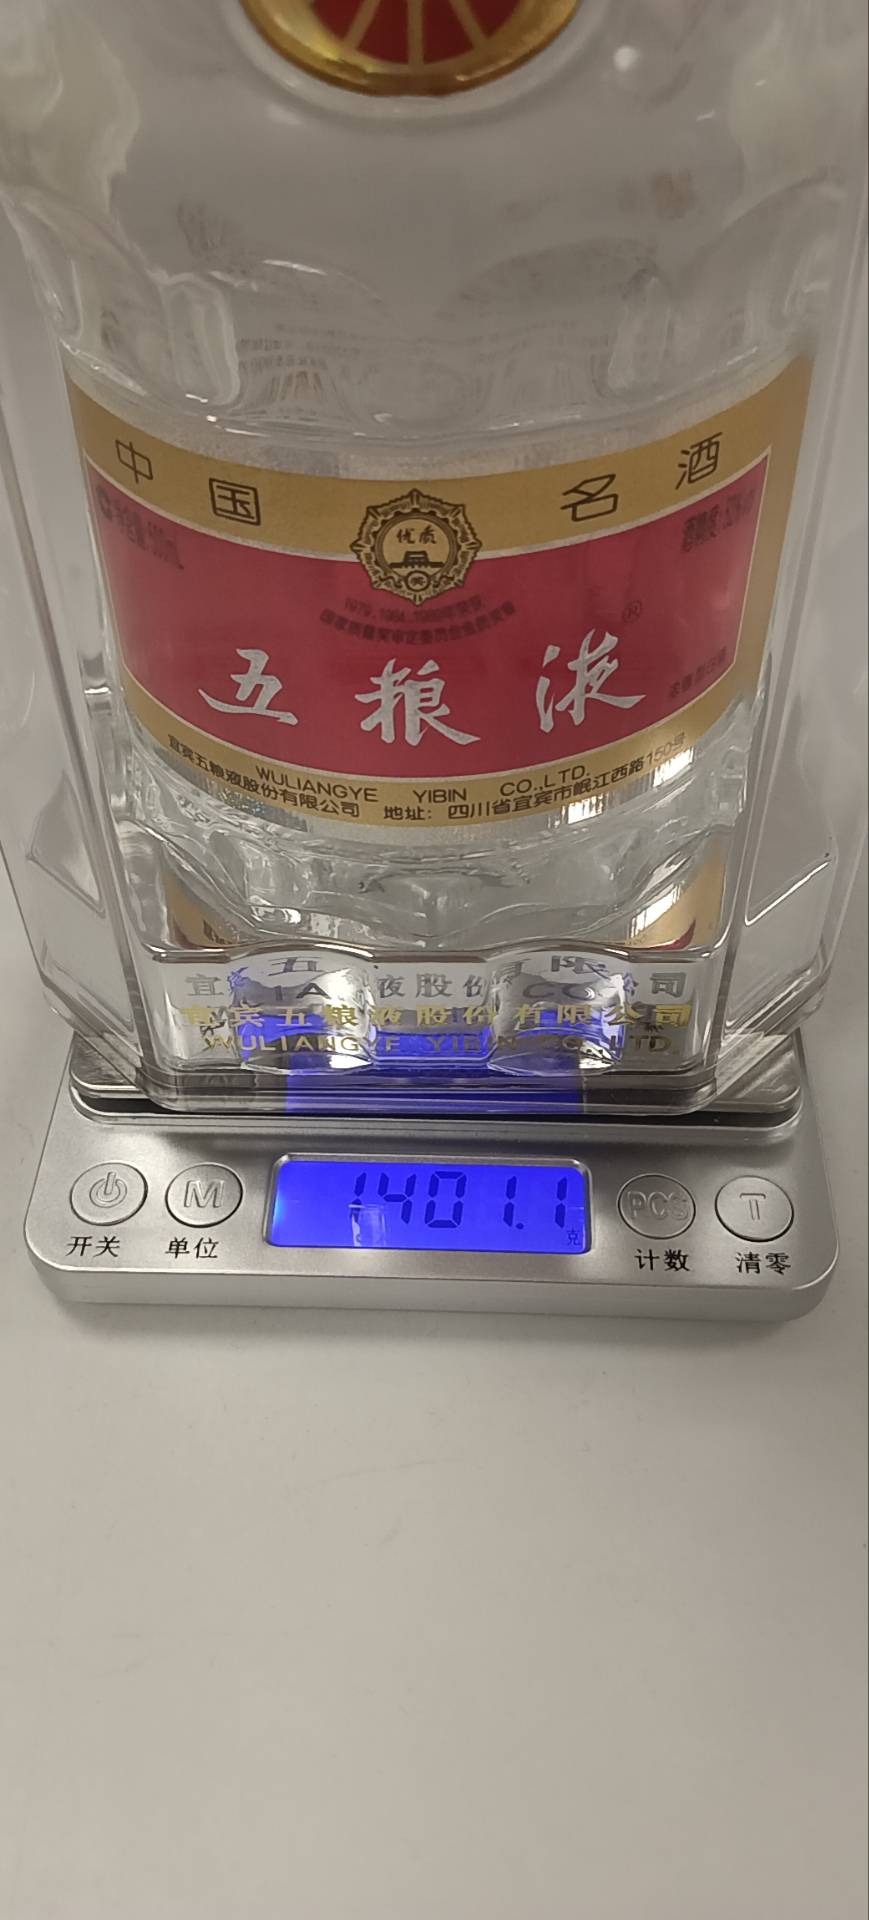 中国名酒
优质
五粮液®
WULIANGYE YIBIN CO.,LTD.
宜宾五粮液股份有限公司 地址：四川省宜宾市岷江西路150号
宜宾五粮液股份有限公司
WULIANGYE YIBIN CO.,LTD.
M
1401.1
克
PCS
T
开关
单位
计数
清零